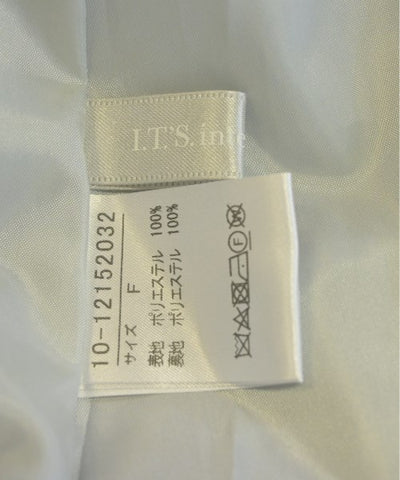 I.T.'S. inte
10-12152032
サイズ F
表地 ポリエステル 100%
裏地 ポリエステル 100%
F